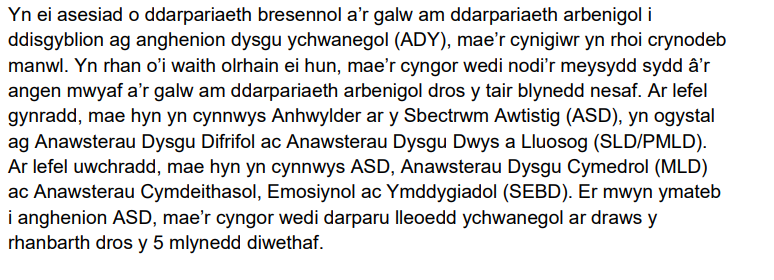 Yn ei asesiad o ddarpariaeth bresennol a’r galw am ddarpariaeth arbenigol i
ddisgyblion ag anghenion dysgu ychwanegol (ADY), mae’r cynigiwr yn rhoi crynodeb
manwl. Yn rhan o’i waith olrhain ei hun, mae’r cyngor wedi nodi’r meysydd sydd â’r
angen mwyaf a’r galw am ddarpariaeth arbenigol dros y tair blynedd nesaf. Ar lefel
gynradd, mae hyn yn cynnwys Anhwylder ar y Sbectrwm Awtistig (ASD), yn ogystal
ag Anawsterau Dysgu Difrifol ac Anawsterau Dysgu Dwys a Lluosog (SLD/PMLD).
Ar lefel uwchradd, mae hyn yn cynnwys ASD, Anawsterau Dysgu Cymedrol (MLD)
ac Anawsterau Cymdeithasol, Emosiynol ac Ymddygiadol (SEBD). Er mwyn ymateb
i anghenion ASD, mae’r cyngor wedi darparu lleoedd ychwanegol ar draws y
rhanbarth dros y 5 mlynedd diwethaf.